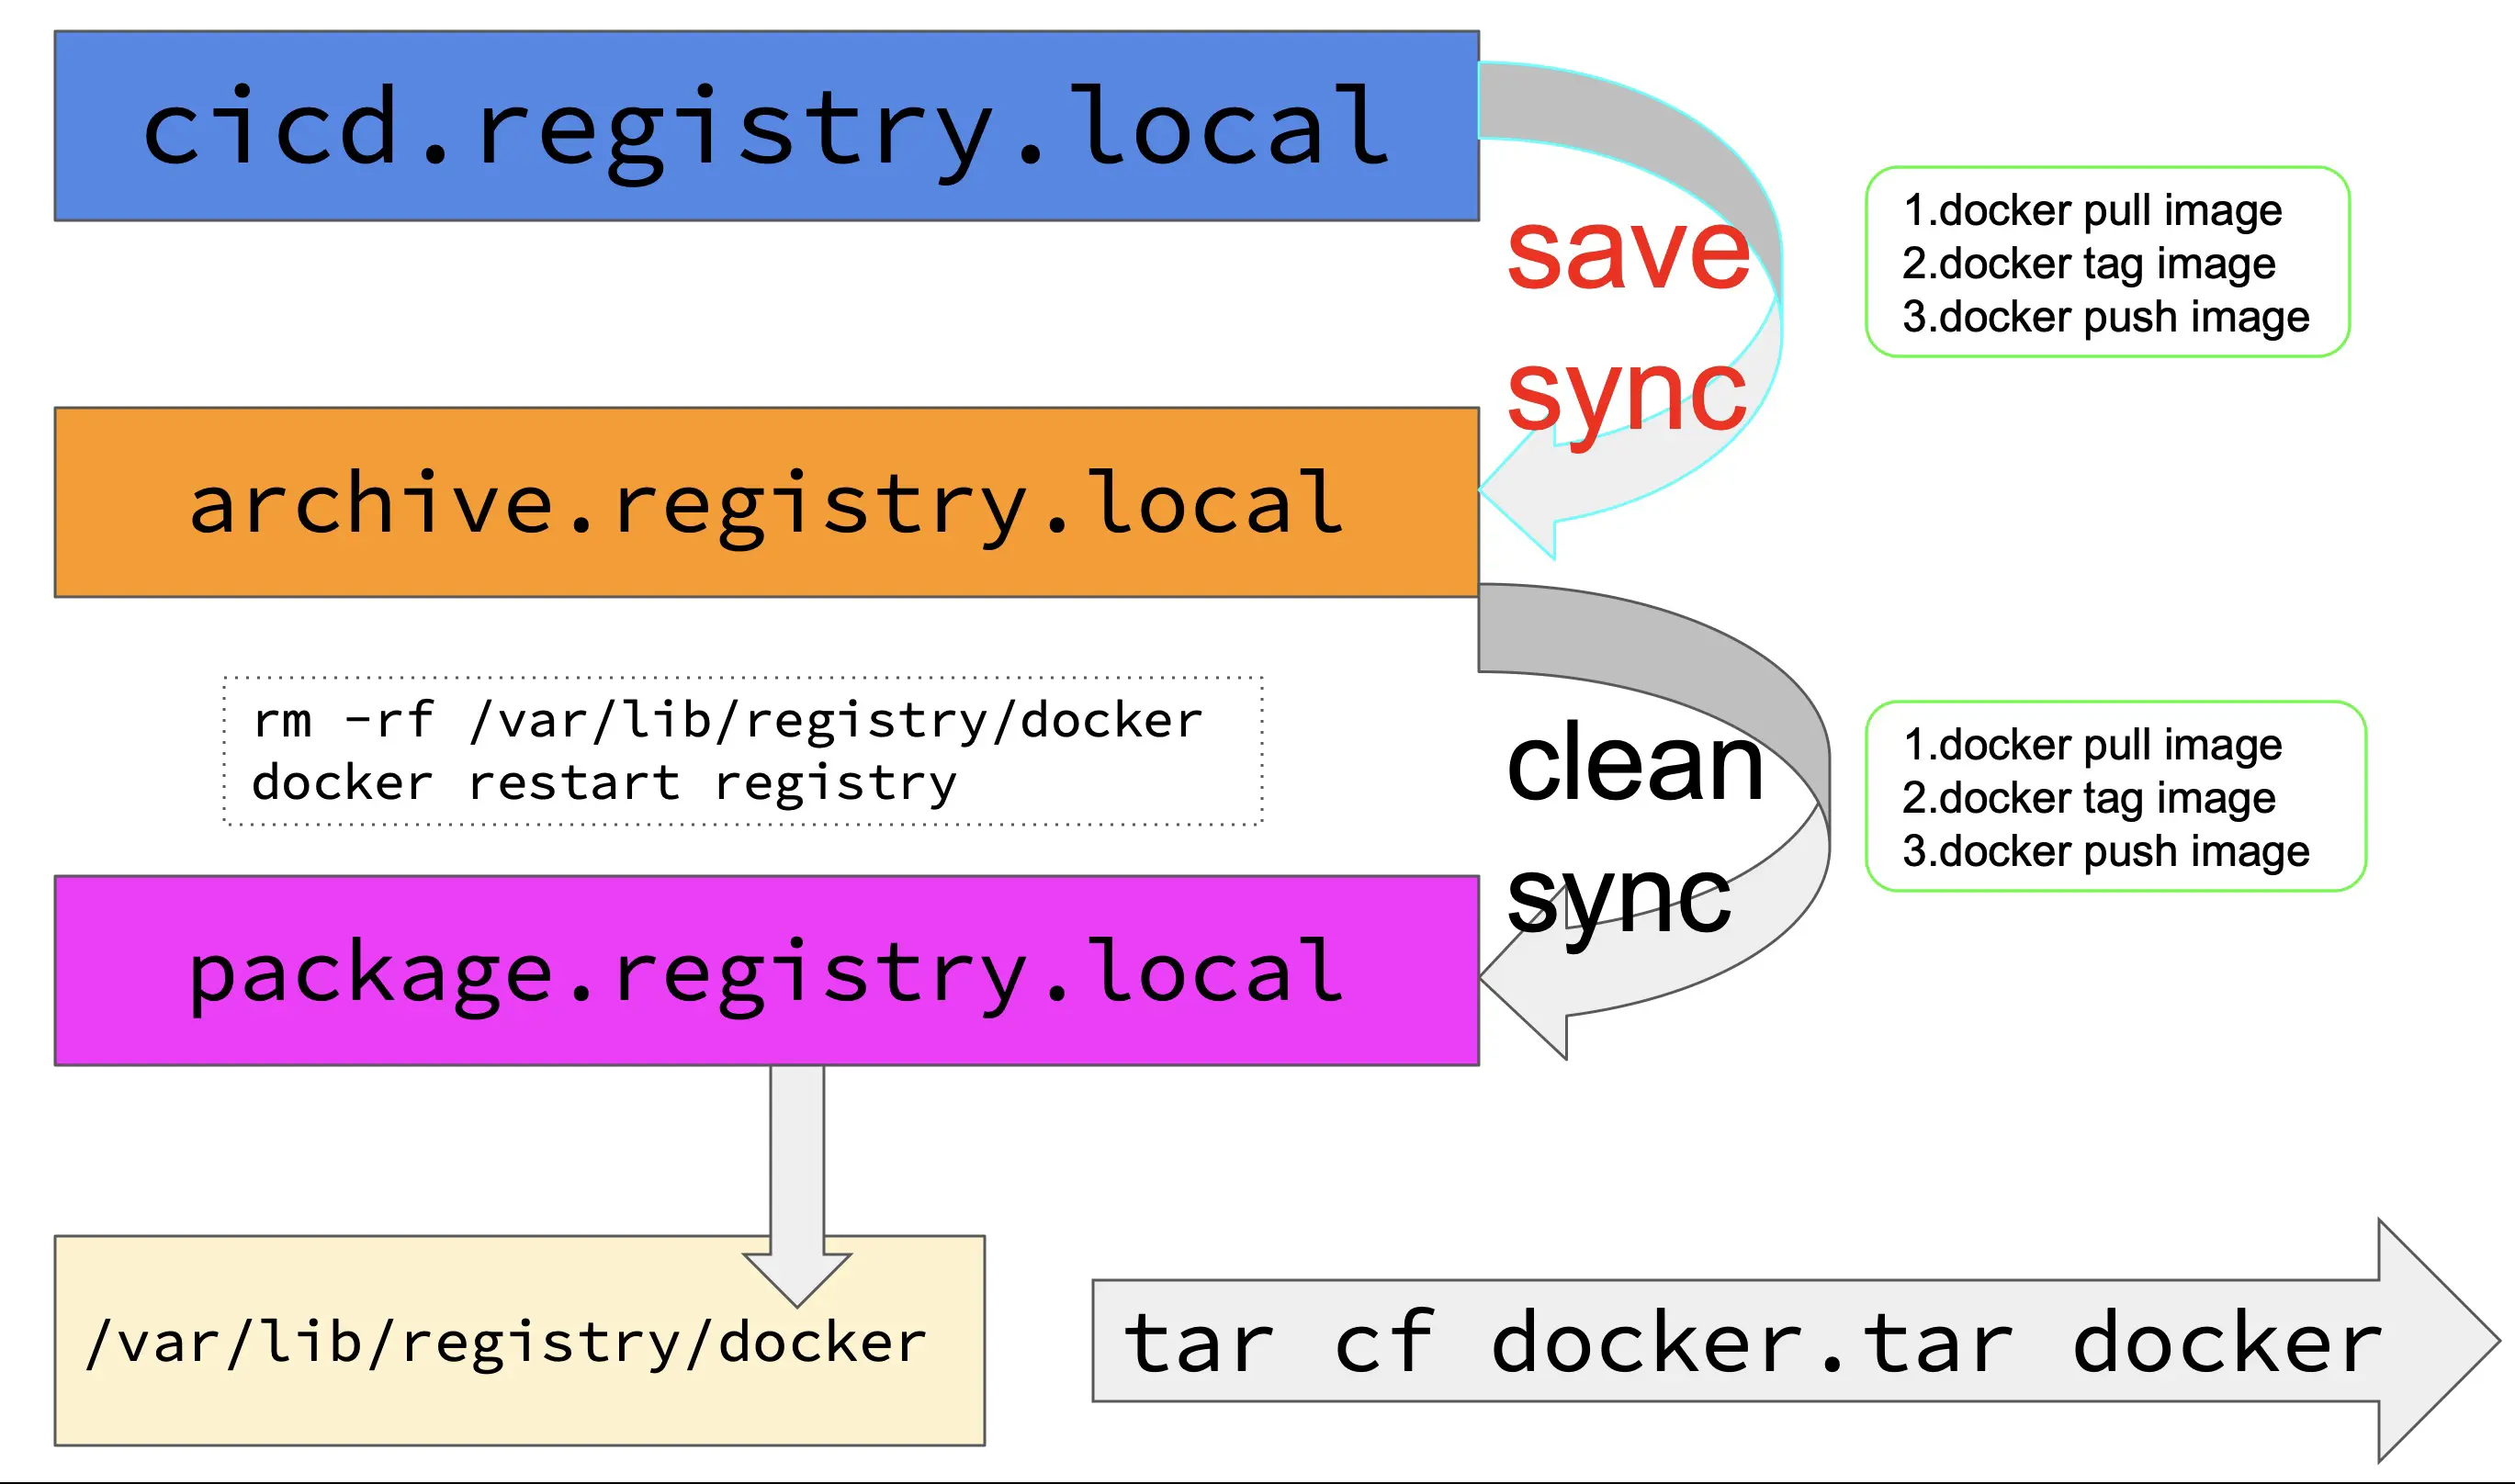 cicd.registry.local
save
sync
1.docker pull image
2.docker tag image
3.docker push image
archive.registry.local
rm -rf /var/lib/registry/docker
docker restart registry
clean
sync
1.docker pull image
2.docker tag image
3.docker push image
package.registry.local
/var/lib/registry/docker
tar cf docker.tar docker